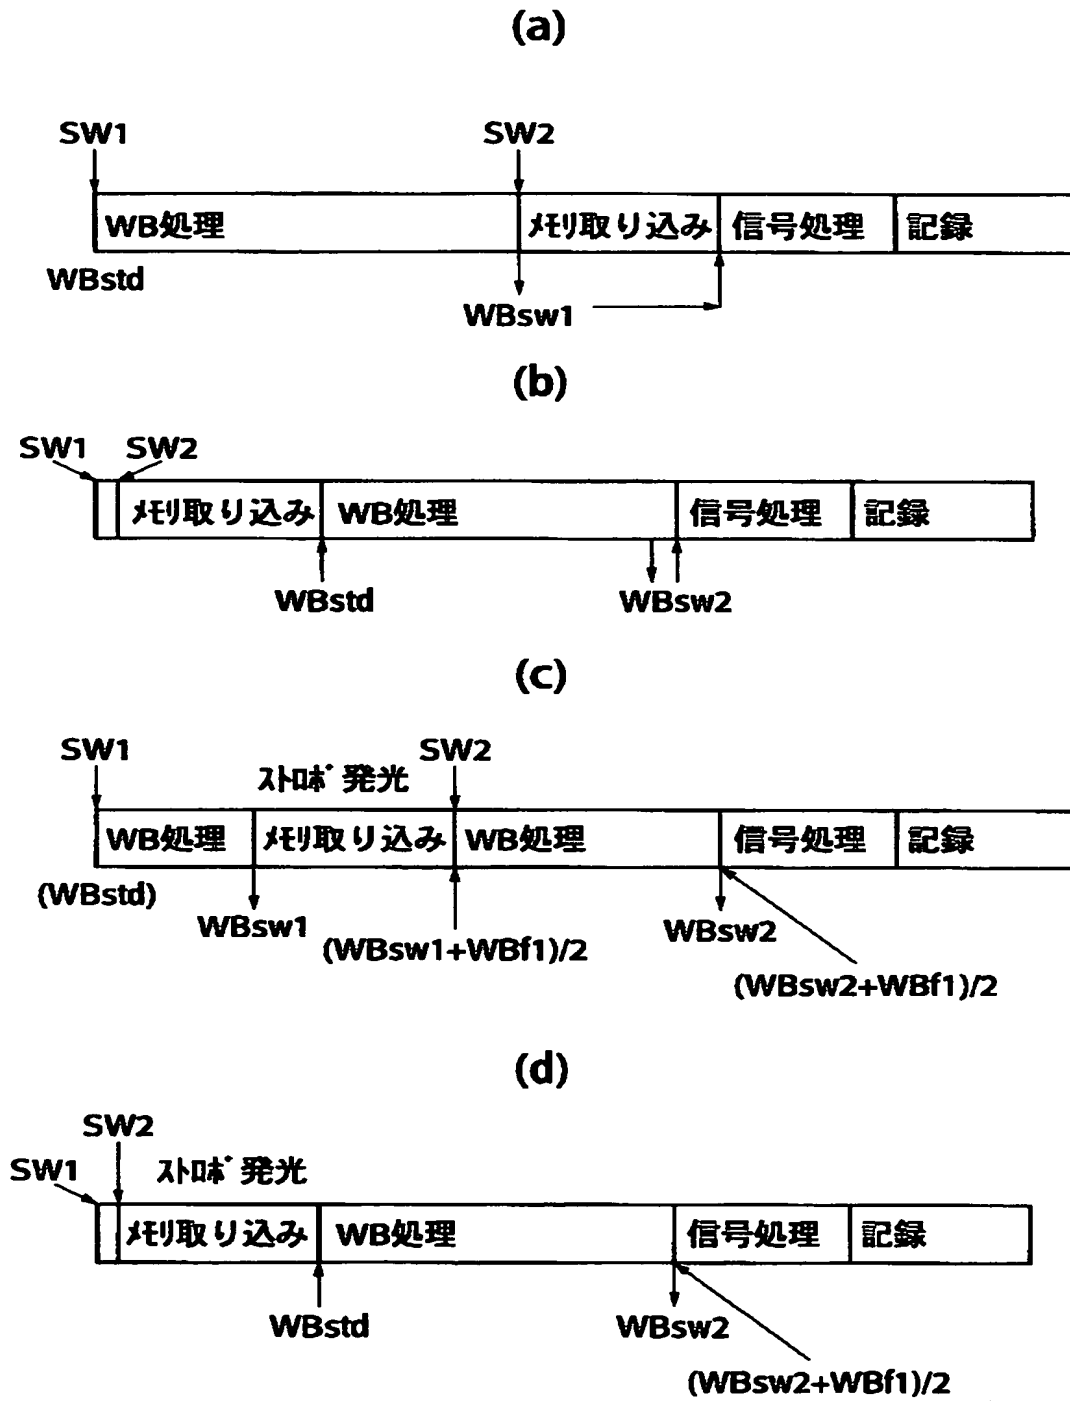 (a)
SW1 SW2
WB処理 メモリ取り込み 信号処理 記録
WBstd
WBsw1
(b)
SW1 SW2
メモリ取り込み WB処理 信号処理 記録
WBstd WBsw2
(c)
SW1 SW2
ストロボ発光
WB処理 メモリ取り込み WB処理 信号処理 記録
(WBstd)
WBsw1 (WBsw1+WBf1)/2 WBsw2
(WBsw2+WBf1)/2
(d)
SW2
SW1 ストロボ発光
メモリ取り込み WB処理 信号処理 記録
WBstd WBsw2
(WBsw2+WBf1)/2